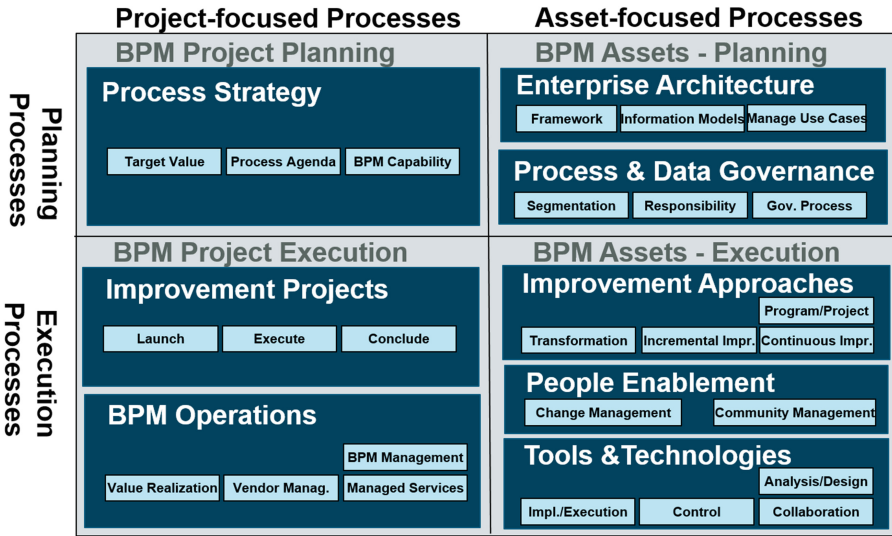 Project-focused Processes
Asset-focused Processes
Planning
Processes
BPM Project Planning
Process Strategy
Target Value
Process Agenda
BPM Capability
BPM Assets - Planning
Enterprise Architecture
Framework
Information Models
Manage Use Cases
Process & Data Governance
Segmentation
Responsibility
Gov. Process
Execution
Processes
BPM Project Execution
Improvement Projects
Launch
Execute
Conclude
BPM Operations
BPM Management
Value Realization
Vendor Manag.
Managed Services
BPM Assets - Execution
Improvement Approaches
Program/Project
Transformation
Incremental Impr.
Continuous Impr.
People Enablement
Change Management
Community Management
Tools &Technologies
Analysis/Design
Impl./Execution
Control
Collaboration